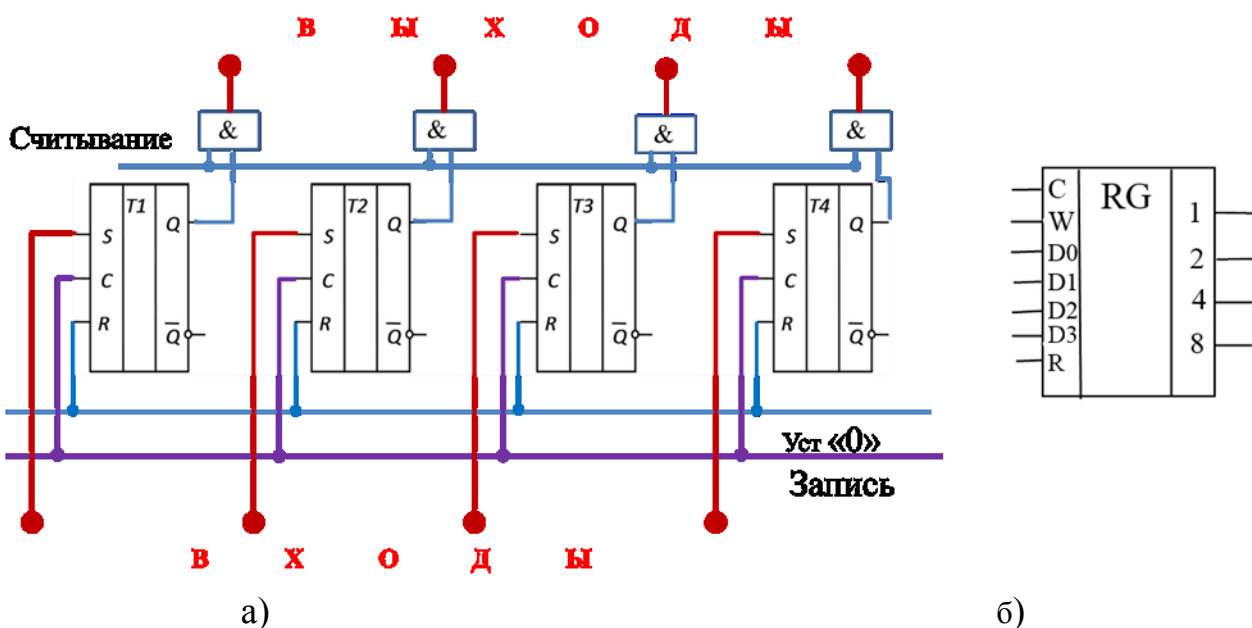 в ы х о д ы
& & & &
Считывание
T1 T2 T3 T4
S Q S Q S Q S Q
C C C C
R Q̅ R Q̅ R Q̅ R Q̅
Уст «0»
Запись
в х о д ы
а)
RG
C
W 1
D0
D1 2
D2 4
D3 8
R
б)